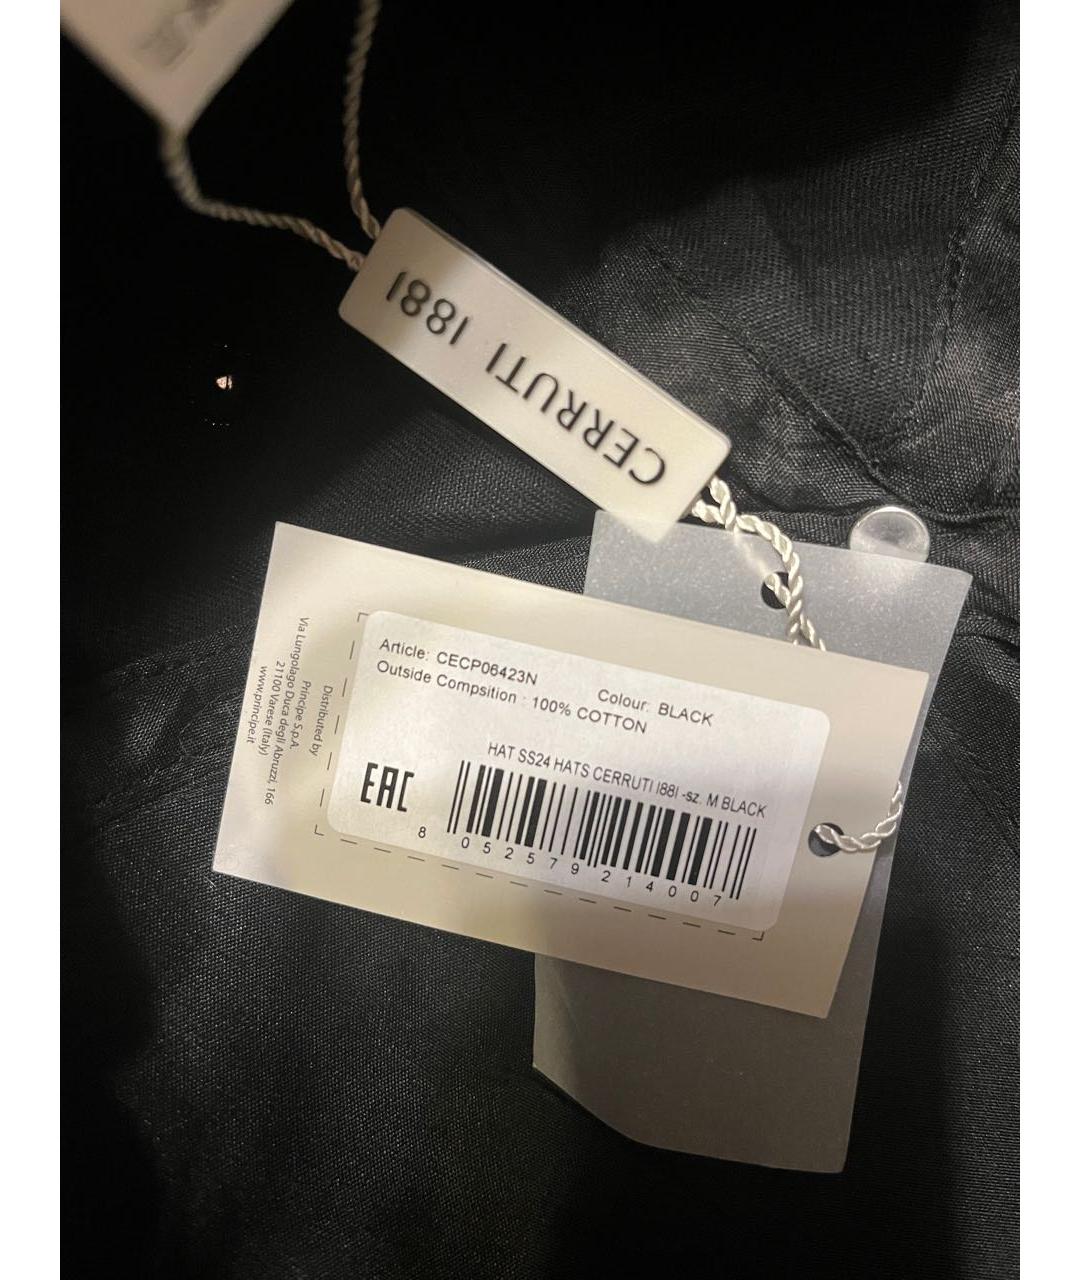 CERRUTI 1881
Article: CECP06423N
Colour: BLACK
Outside Compsition : 100% COTTON
HAT SS24 HATS CERRUTI 1881 -sz. M BLACK
EAC
8 052579 214007
Distributed by
Principe S.p.A.
Via Lungolago Duca degli Abruzzi, 166
21100 Varese (Italy)
www.principe.it